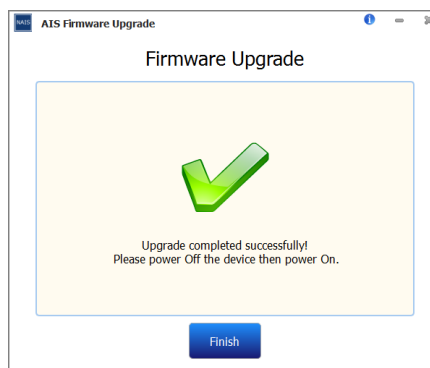 NAIS AIS Firmware Upgrade
Firmware Upgrade
Upgrade completed successfully!
Please power Off the device then power On.
Finish